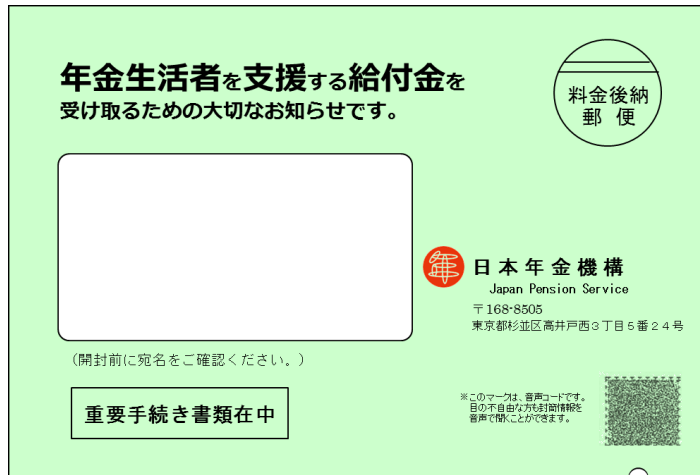 年金生活者を支援する給付金を
受け取るための大切なお知らせです。
料金後納
郵便
年
日本年金機構
Japan Pension Service
〒168-8505
東京都杉並区高井戸西3丁目5番24号
(開封前に宛名をご確認ください。)
重要手続き書類在中
※このマークは、音声コードです。
目の不自由な方も封筒情報を
音声で聞くことができます。